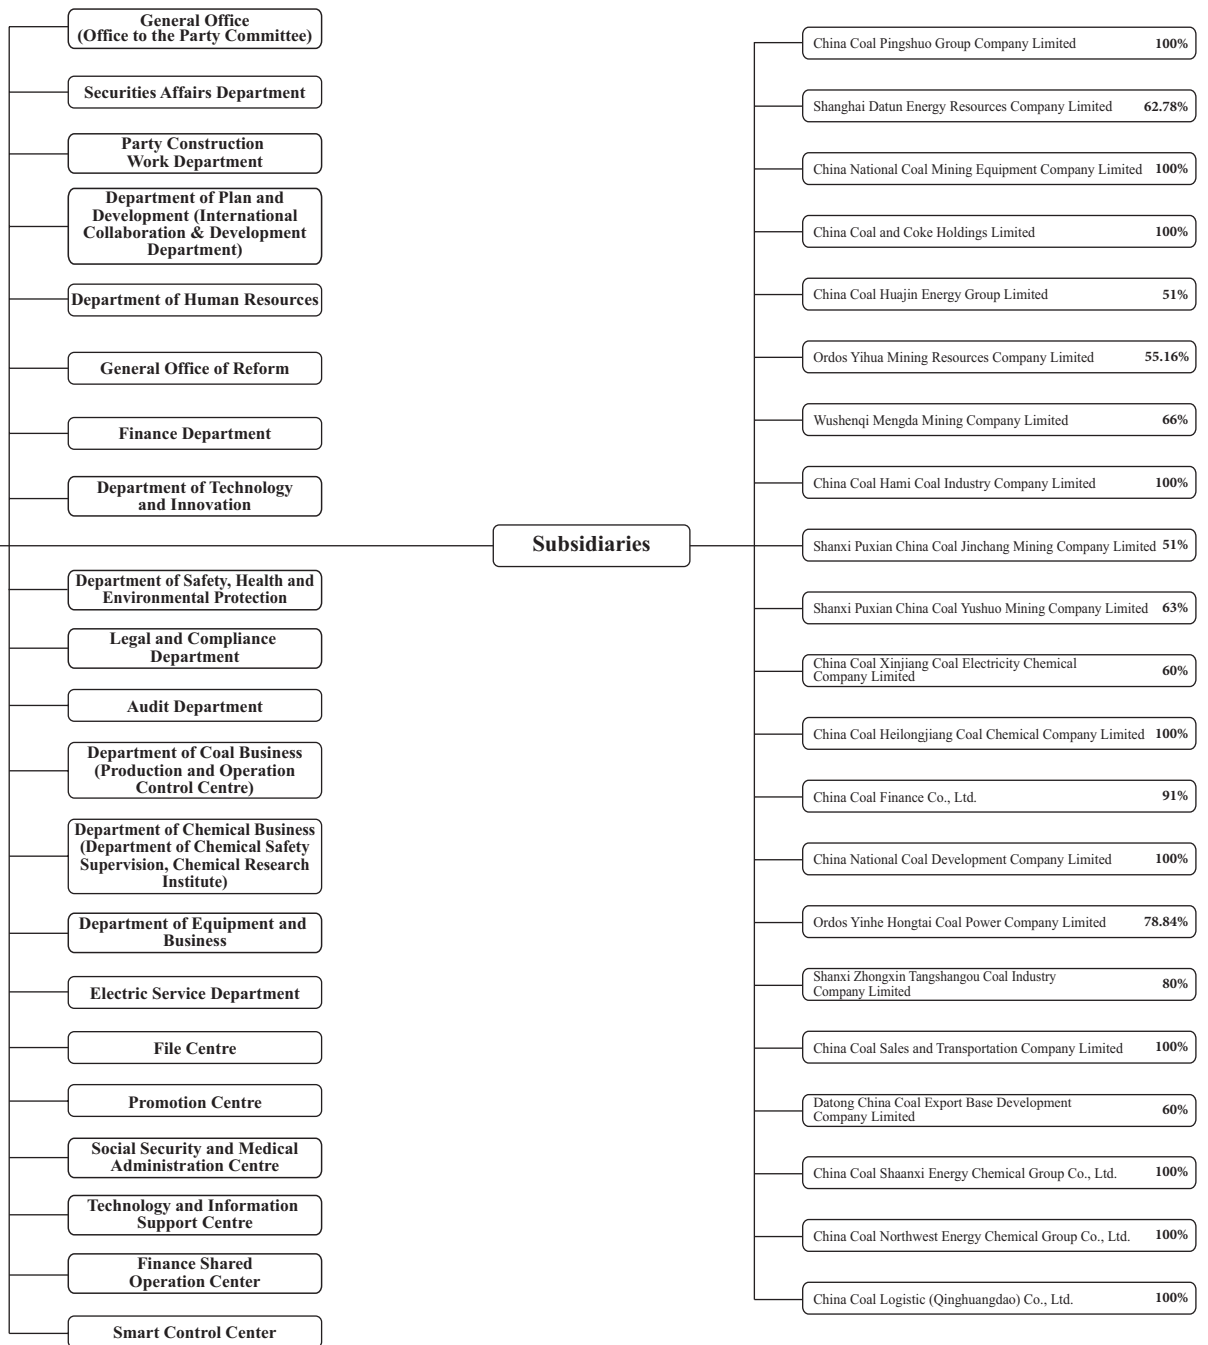 General Office
(Office to the Party Committee)
Securities Affairs Department
Party Construction
Work Department
Department of Plan and
Development (International
Collaboration & Development
Department)
Department of Human Resources
General Office of Reform
Finance Department
Department of Technology
and Innovation
Department of Safety, Health and
Environmental Protection
Legal and Compliance
Department
Audit Department
Department of Coal Business
(Production and Operation
Control Centre)
Department of Chemical Business
(Department of Chemical Safety
Supervision, Chemical Research
Institute)
Department of Equipment and
Business
Electric Service Department
File Centre
Promotion Centre
Social Security and Medical
Administration Centre
Technology and Information
Support Centre
Finance Shared
Operation Center
Smart Control Center
Subsidiaries
China Coal Pingshuo Group Company Limited 100%
Shanghai Datun Energy Resources Company Limited 62.78%
China National Coal Mining Equipment Company Limited 100%
China Coal and Coke Holdings Limited 100%
China Coal Huajin Energy Group Limited 51%
Ordos Yihua Mining Resources Company Limited 55.16%
Wushenqi Mengda Mining Company Limited 66%
China Coal Hami Coal Industry Company Limited 100%
Shanxi Puxian China Coal Jinchang Mining Company Limited 51%
Shanxi Puxian China Coal Yushuo Mining Company Limited 63%
China Coal Xinjiang Coal Electricity Chemical
Company Limited 60%
China Coal Heilongjiang Coal Chemical Company Limited 100%
China Coal Finance Co., Ltd. 91%
China National Coal Development Company Limited 100%
Ordos Yinhe Hongtai Coal Power Company Limited 78.84%
Shanxi Zhongxin Tangshangou Coal Industry
Company Limited 80%
China Coal Sales and Transportation Company Limited 100%
Datong China Coal Export Base Development
Company Limited 60%
China Coal Shaanxi Energy Chemical Group Co., Ltd. 100%
China Coal Northwest Energy Chemical Group Co., Ltd. 100%
China Coal Logistic (Qinghuangdao) Co., Ltd. 100%